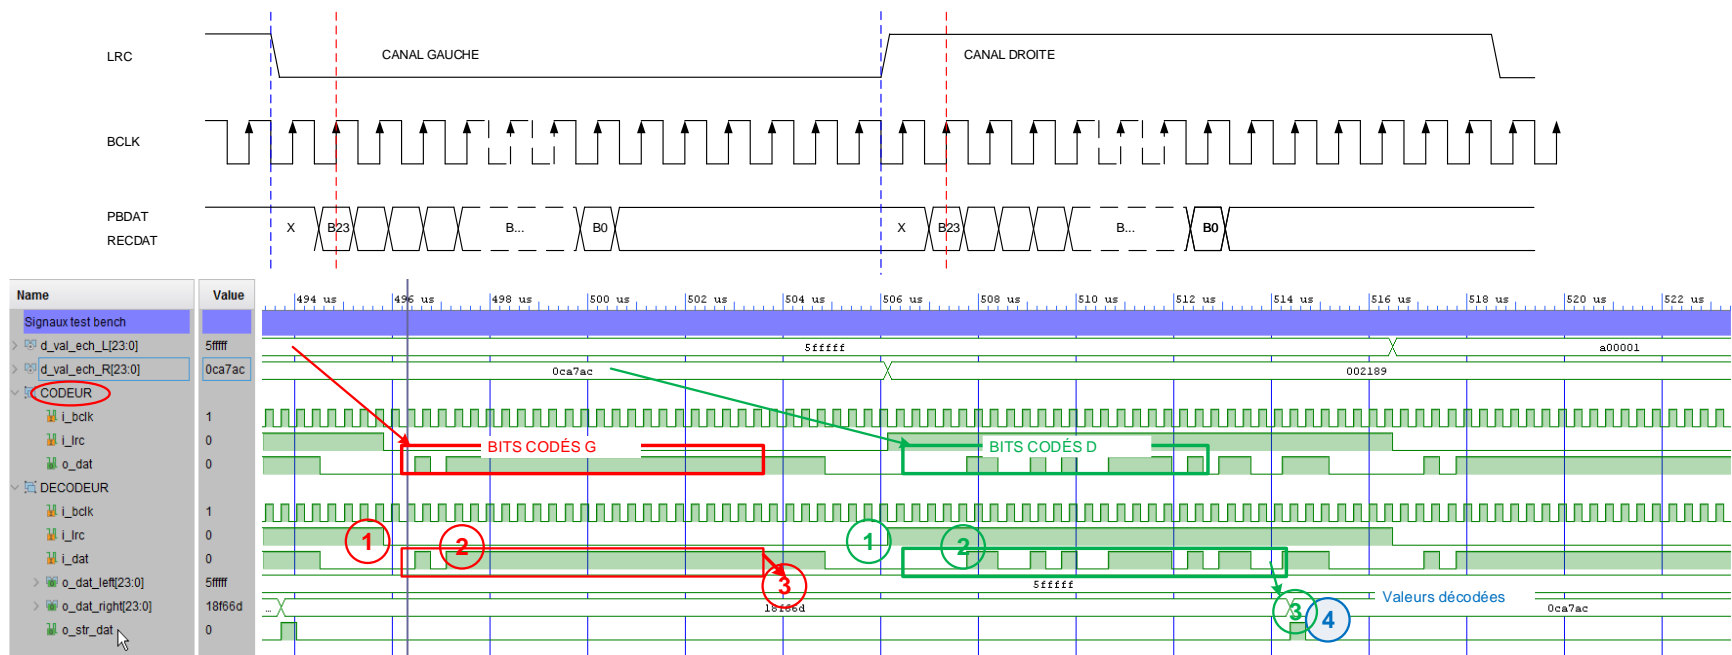 LRC
CANAL GAUCHE
CANAL DROITE
BCLK
PBDAT
RECDAT
X
B23
B...
B0
X
B23
B...
B0
Name
Value
494 us
496 us
498 us
500 us
502 us
504 us
506 us
508 us
510 us
512 us
514 us
516 us
518 us
520 us
522 us
Signaux test bench
d_val_ech_L[23:0]
5fffff
5fffff
a00001
d_val_ech_R[23:0]
0ca7ac
0ca7ac
002189
CODEUR
i_bclk
1
i_lrc
0
BITS CODÉS G
BITS CODÉS D
o_dat
0
DECODEUR
i_bclk
1
i_lrc
0
1
2
1
2
i_dat
0
o_dat_left[23:0]
5fffff
5fffff
3
Valeurs décodées
o_dat_right[23:0]
18f66d
...
18f66d
3
4
0ca7ac
o_str_dat
0